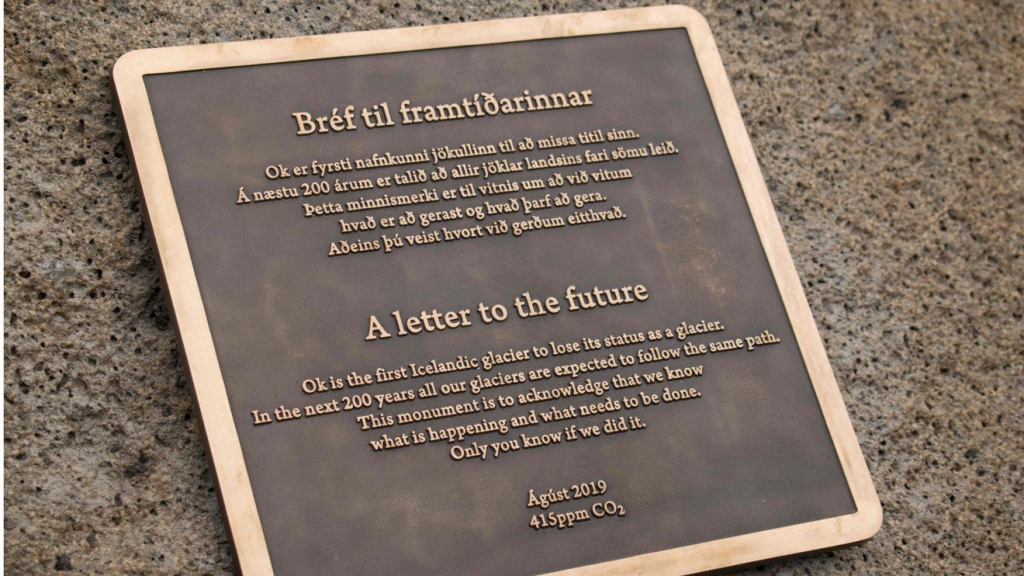 Bréf til framtíðarinnar
Ok er fyrsti nafnkunni jökullinn til að missa titil sinn.
Á næstu 200 árum er talið að allir jöklar landsins fari sömu leið.
Þetta minnismerki er til vitnis um að við vitum
hvað er að gerast og hvað þarf að gera.
Aðeins þú veist hvort við gerðum eitthvað.
A letter to the future
Ok is the first Icelandic glacier to lose its status as a glacier.
In the next 200 years all our glaciers are expected to follow the same path.
This monument is to acknowledge that we know
what is happening and what needs to be done.
Only you know if we did it.
Ágúst 2019
415ppm CO₂